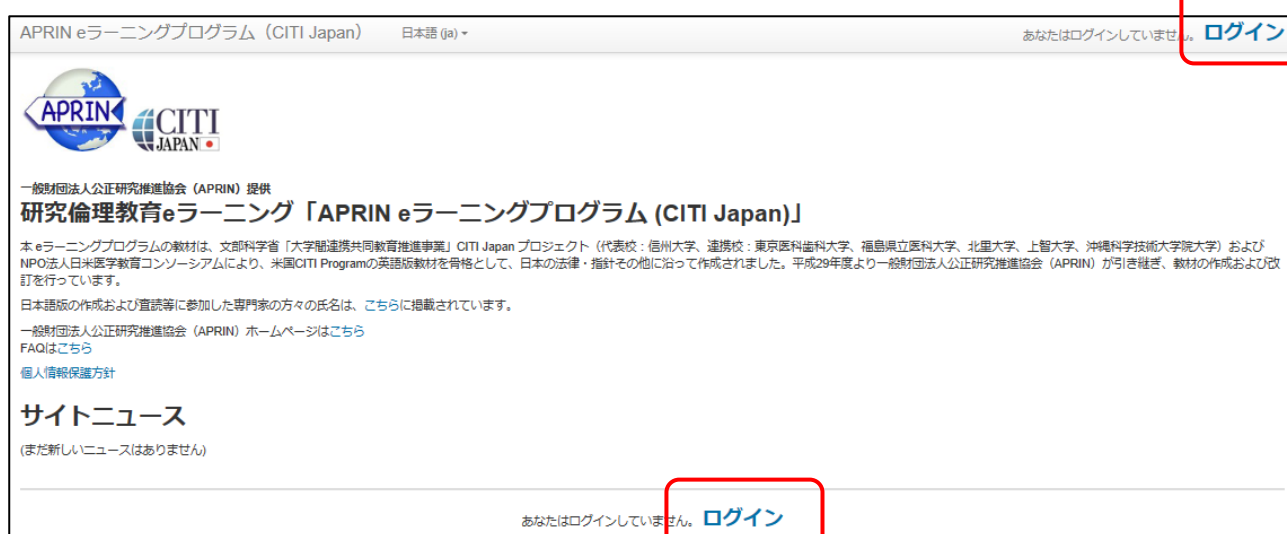 APRIN eラーニングプログラム（CITI Japan） 日本語 (ja) あなたはログインしていません。 ログイン
APRIN
CITI
JAPAN
一般財団法人公正研究推進協会（APRIN）提供
研究倫理教育eラーニング「APRIN eラーニングプログラム (CITI Japan)」
本 eラーニングプログラムの教材は、文部科学省「大学間連携共同教育推進事業」CITI Japan プロジェクト（代表校：信州大学、連携校：東京医科歯科大学、福島県立医科大学、北里大学、上智大学、沖縄科学技術大学院大学）および
NPO法人日米医学教育コンソーシアムにより、米国CITI Programの英語版教材を骨格として、日本の法律・指針その他に沿って作成されました。平成29年度より一般財団法人公正研究推進協会（APRIN）が引き継ぎ、教材の作成および改
訂を行っています。
日本語版の作成および査読等に参加した専門家の方々の氏名は、こちらに掲載されています。
一般財団法人公正研究推進協会（APRIN）ホームページはこちら
FAQはこちら
個人情報保護方針
サイトニュース
(まだ新しいニュースはありません)
あなたはログインしていません。 ログイン